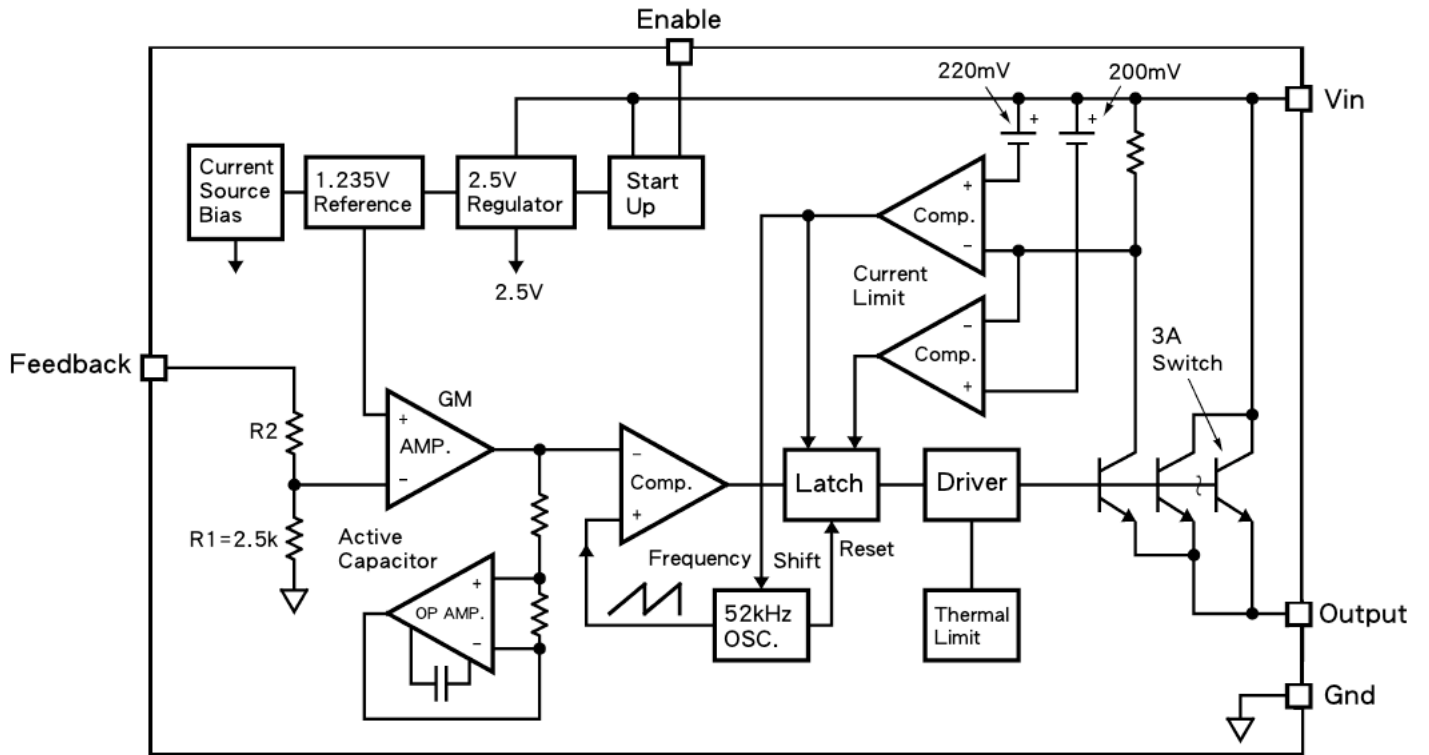 Enable
220mV
200mV
Vin
+
+
Current
Source
Bias
1.235V
Reference
2.5V
Regulator
Start
Up
+
Comp.
−
2.5V
Current
Limit
−
Comp.
+
3A
Switch
Feedback
R2
GM
+
AMP.
−
−
Comp.
+
Latch
Driver
R1=2.5k
Active
Capacitor
Frequency Shift
Reset
+
OP AMP.
−
52kHz
OSC.
Thermal
Limit
Output
Gnd